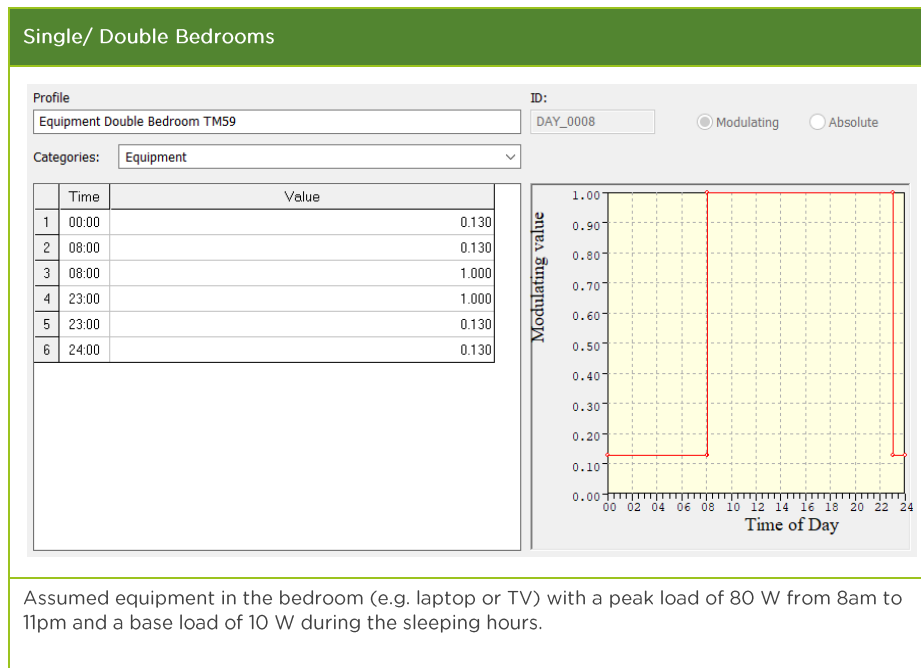 Single/ Double Bedrooms
Profile
ID:
Equipment Double Bedroom TM59
DAY_0008
Modulating
Absolute
Categories:
Equipment
Time Value
1 00:00 0.130
2 08:00 0.130
3 08:00 1.000
4 23:00 1.000
5 23:00 0.130
6 24:00 0.130
Modulating value
1.00
0.90
0.80
0.70
0.60
0.50
0.40
0.30
0.20
0.10
0.00
00 02 04 06 08 10 12 14 16 18 20 22 24
Time of Day
Assumed equipment in the bedroom (e.g. laptop or TV) with a peak load of 80 W from 8am to
11pm and a base load of 10 W during the sleeping hours.